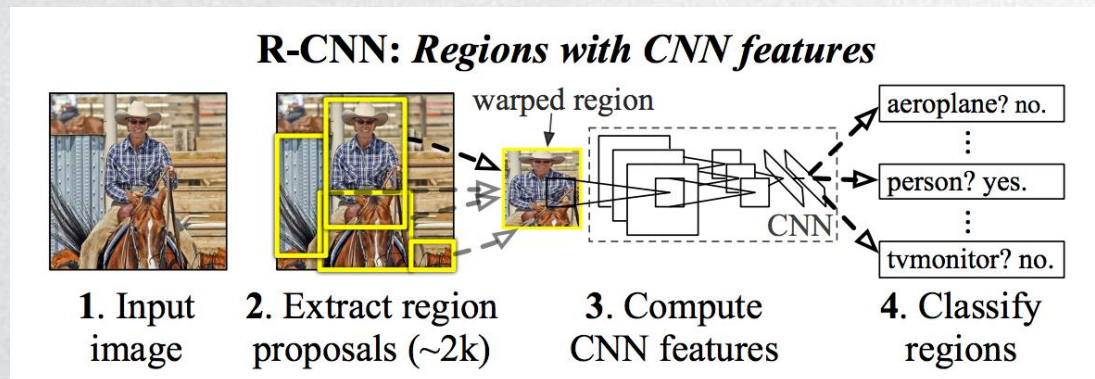 R-CNN: Regions with CNN features
warped region
aeroplane? no.
⋮
person? yes.
⋮
tvmonitor? no.
CNN
1. Input
image
2. Extract region
proposals (~2k)
3. Compute
CNN features
4. Classify
regions